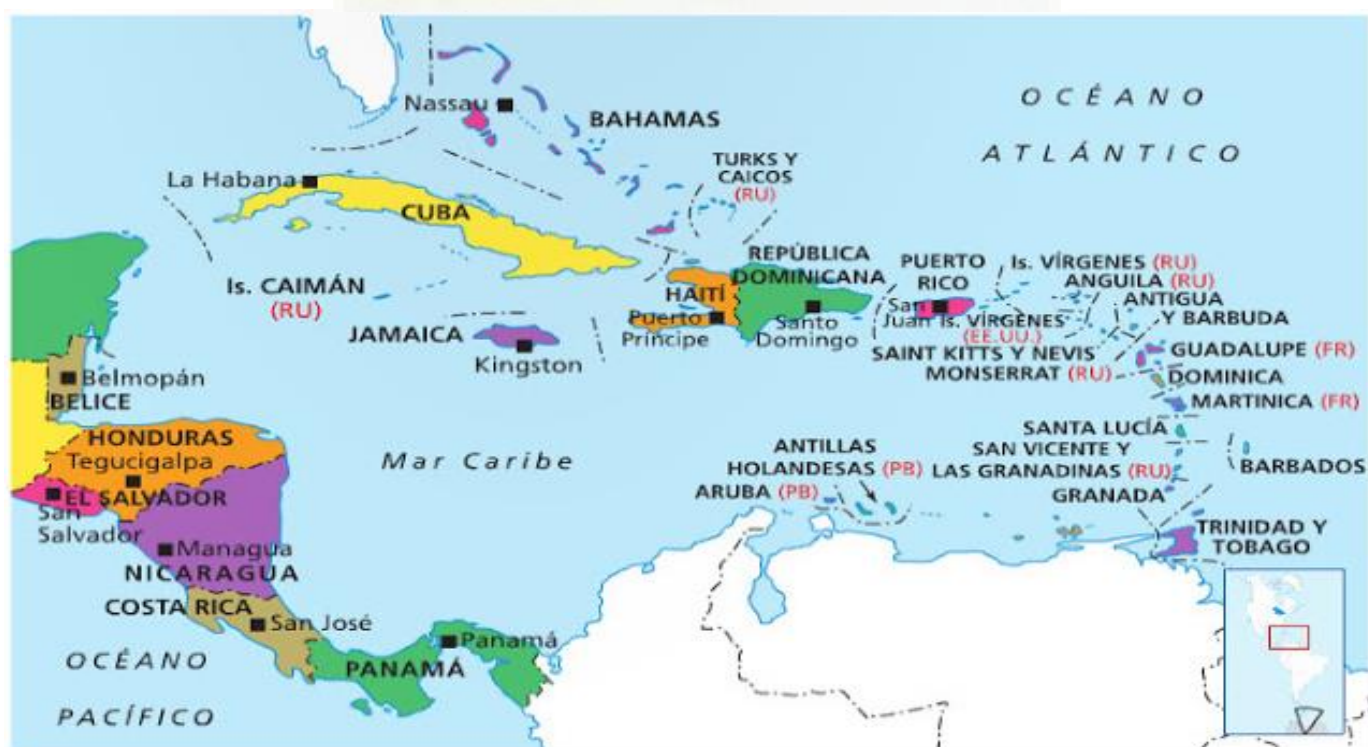 OCÉANO
ATLÁNTICO
Nassau
BAHAMAS
TURKS Y
CAICOS
(RU)
La Habana
CUBA
Is. CAIMÁN
(RU)
JAMAICA
Kingston
HAITÍ
Puerto
Príncipe
REPÚBLICA
DOMINICANA
Santo
Domingo
PUERTO
RICO
San
Juan
Is. VÍRGENES (RU)
ANGUILA (RU)
Is. VÍRGENES
(EE.UU.)
ANTIGUA
Y BARBUDA
SAINT KITTS Y NEVIS
MONSERRAT (RU)
GUADALUPE (FR)
DOMINICA
MARTINICA (FR)
SANTA LUCÍA
SAN VICENTE Y
LAS GRANADINAS (RU)
BARBADOS
GRANADA
TRINIDAD Y
TOBAGO
ANTILLAS
HOLANDESAS (PB)
ARUBA (PB)
Mar Caribe
Belmopán
BELICE
HONDURAS
Tegucigalpa
EL SALVADOR
San
Salvador
Managua
NICARAGUA
COSTA RICA
San José
Panamá
PANAMÁ
OCÉANO
PACÍFICO